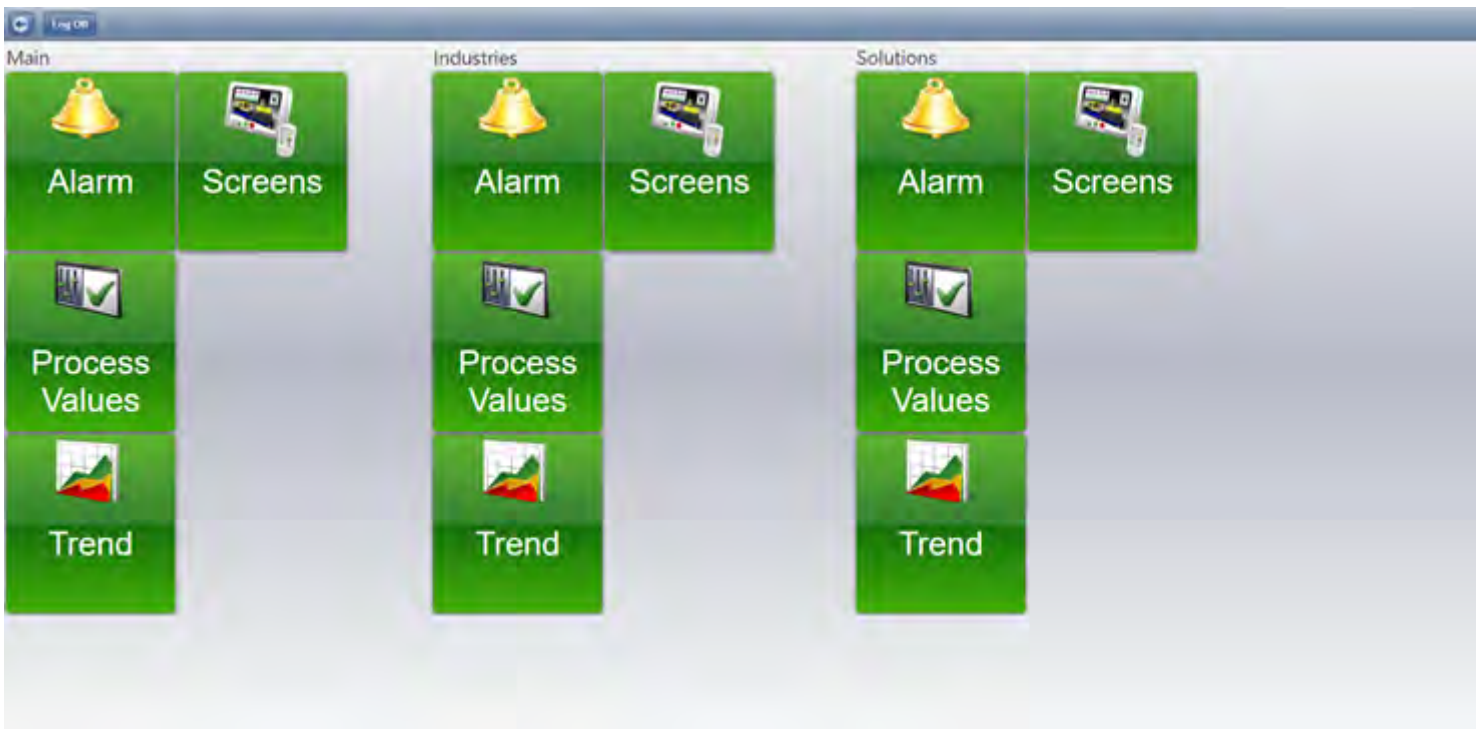 Log Off
Main
Industries
Solutions
Alarm
Screens
Alarm
Screens
Alarm
Screens
Process
Values
Process
Values
Process
Values
Trend
Trend
Trend